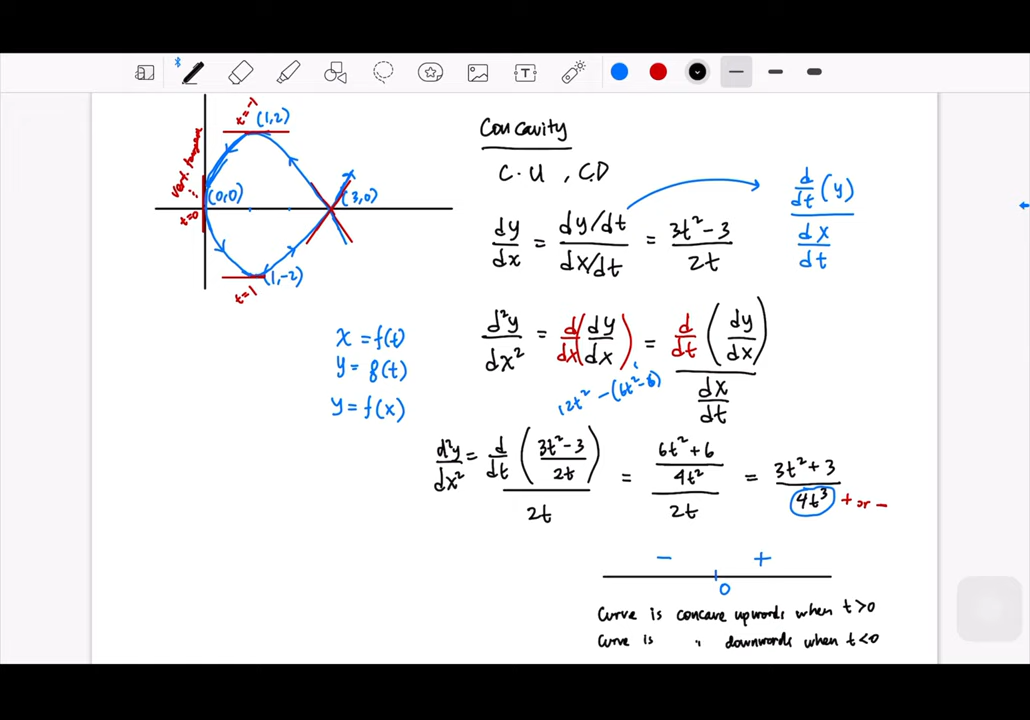 t=-1
(1,2)
vert. tangent
(0,0)
t=0
(3,0)
(1,-2)
t=1
x = f(t)
y = g(t)
y = f(x)
Concavity
C.U , C.D
dy/dx = (dy/dt)/(dx/dt) = (3t² - 3)/(2t)
(d/dt (y))/(dx/dt)
d²y/dx² = d/dx (dy/dx) = (d/dt (dy/dx))/(dx/dt)
12t² - (6t² - 6)
d²y/dx² = (d/dt ((3t² - 3)/(2t)))/(2t) = ((6t² + 6)/(4t²))/(2t) = (3t² + 3)/(4t³) + or -
- +
0
Curve is concave upwards when t>0
Curve is " downwards when t<0
T